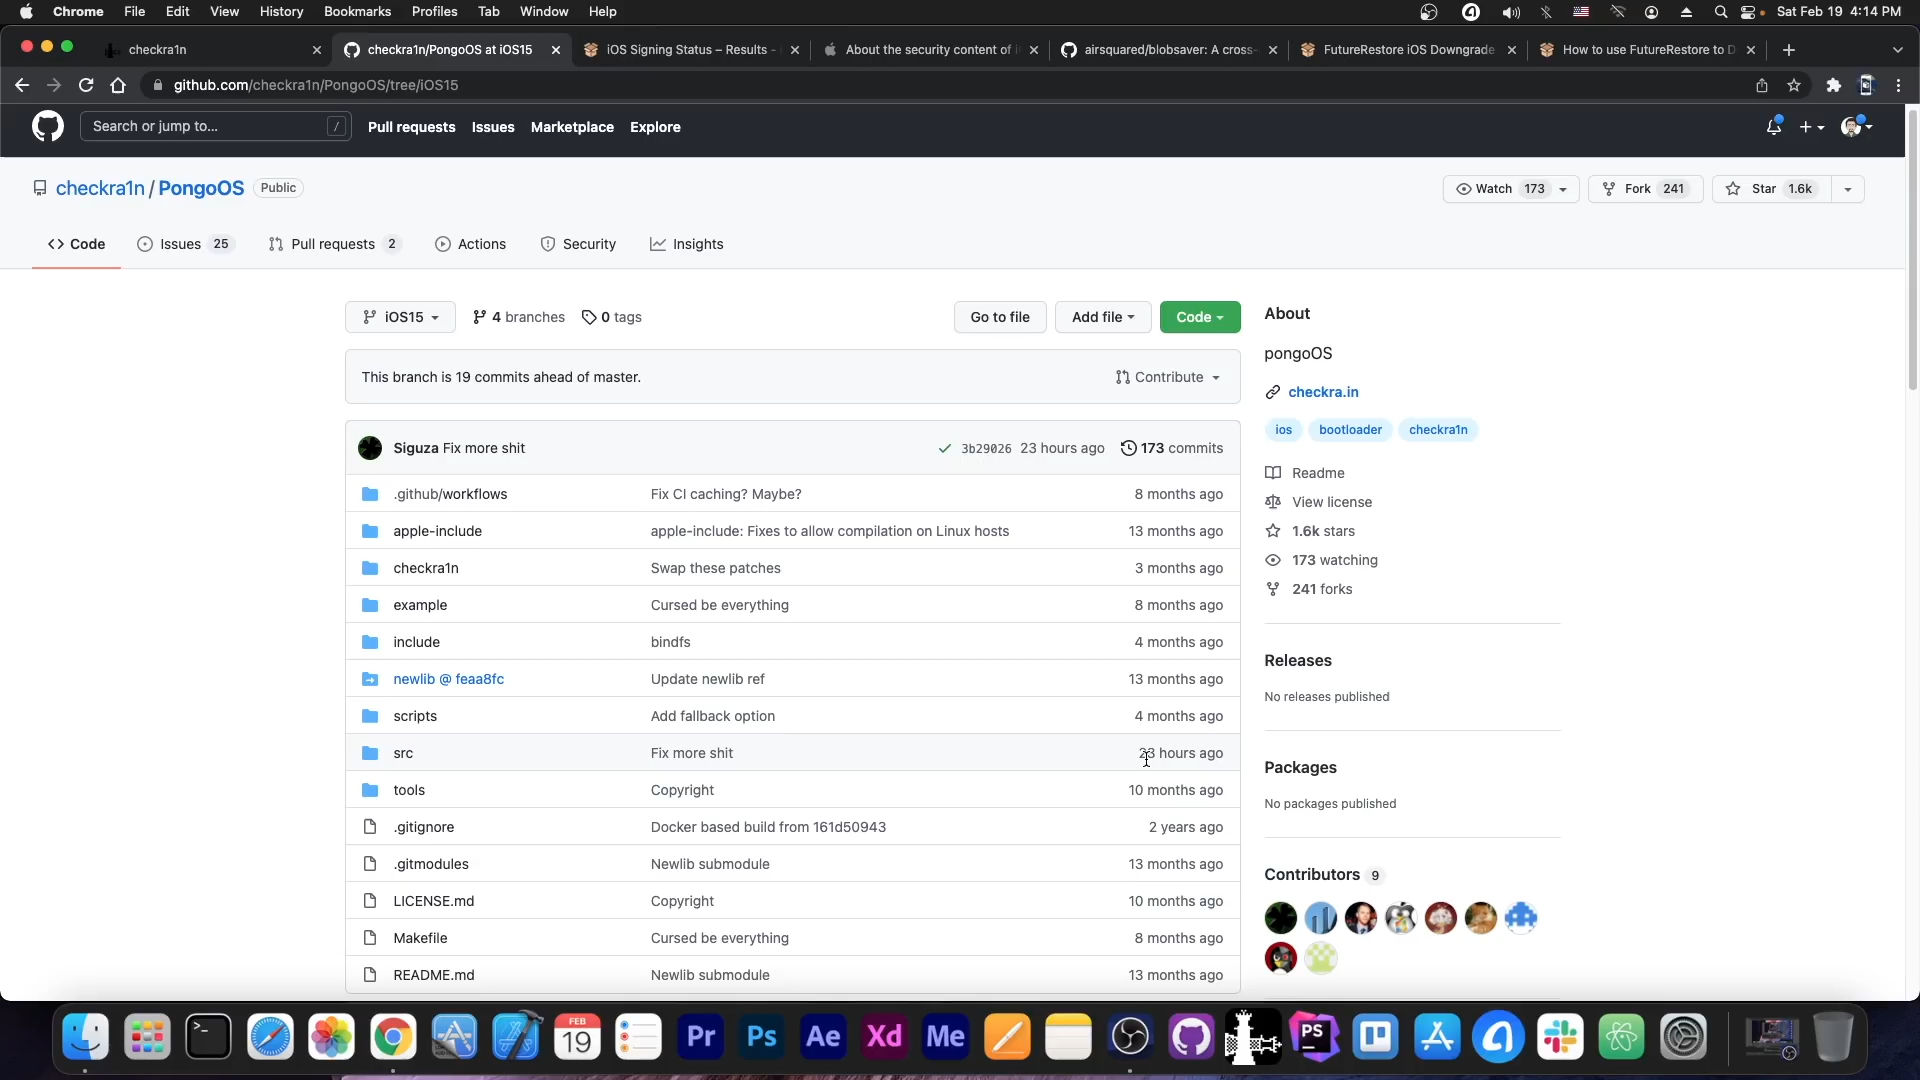 Chrome File Edit View History Bookmarks Profiles Tab Window Help Sat Feb 19 4:14 PM
checkra1n checkra1n/PongoOS at iOS15 iOS Signing Status – Results - About the security content of airsquared/blobsaver: A cross- FutureRestore iOS Downgrade How to use FutureRestore to D
github.com/checkra1n/PongoOS/tree/iOS15
Search or jump to... / Pull requests Issues Marketplace Explore
checkra1n / PongoOS Public Watch 173 Fork 241 Star 1.6k
Code Issues 25 Pull requests 2 Actions Security Insights
iOS15 4 branches 0 tags Go to file Add file Code
This branch is 19 commits ahead of master. Contribute
Siguza Fix more shit 3b29026 23 hours ago 173 commits
.github/workflows Fix CI caching? Maybe? 8 months ago
apple-include apple-include: Fixes to allow compilation on Linux hosts 13 months ago
checkra1n Swap these patches 3 months ago
example Cursed be everything 8 months ago
include bindfs 4 months ago
newlib @ feaa8fc Update newlib ref 13 months ago
scripts Add fallback option 4 months ago
src Fix more shit 23 hours ago
tools Copyright 10 months ago
.gitignore Docker based build from 161d50943 2 years ago
.gitmodules Newlib submodule 13 months ago
LICENSE.md Copyright 10 months ago
Makefile Cursed be everything 8 months ago
README.md Newlib submodule 13 months ago
About
pongoOS
checkra.in
ios bootloader checkra1n
Readme
View license
1.6k stars
173 watching
241 forks
Releases
No releases published
Packages
No packages published
Contributors 9
FEB
19
Pr Ps Ae Xd Me PS